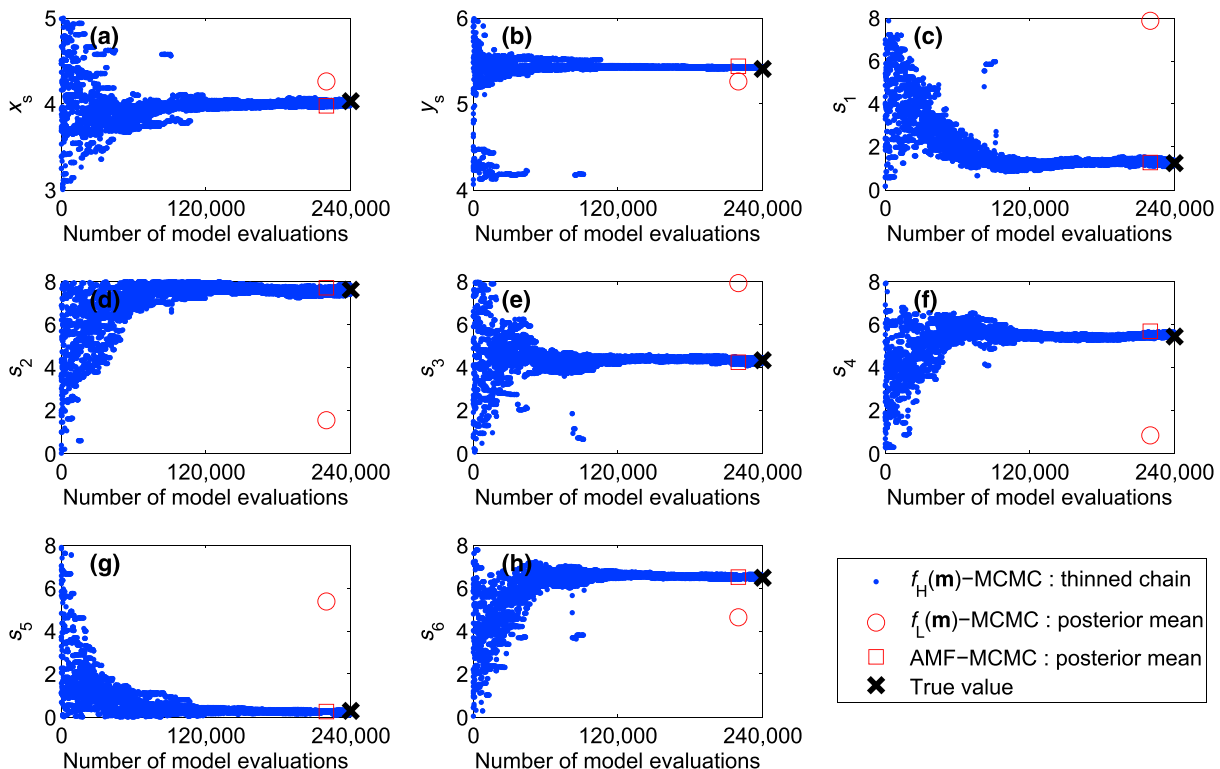 (a)
5
4
3
x_s
0 120,000 240,000
Number of model evaluations
(b)
6
5
4
y_s
0 120,000 240,000
Number of model evaluations
(c)
8
6
4
2
0
s_1
0 120,000 240,000
Number of model evaluations
(d)
8
6
4
2
0
s_2
0 120,000 240,000
Number of model evaluations
(e)
8
6
4
2
0
s_3
0 120,000 240,000
Number of model evaluations
(f)
8
6
4
2
0
s_4
0 120,000 240,000
Number of model evaluations
(g)
8
6
4
2
0
s_5
0 120,000 240,000
Number of model evaluations
(h)
8
6
4
2
0
s_6
0 120,000 240,000
Number of model evaluations
f_H(m)−MCMC : thinned chain
f_L(m)−MCMC : posterior mean
AMF−MCMC : posterior mean
True value